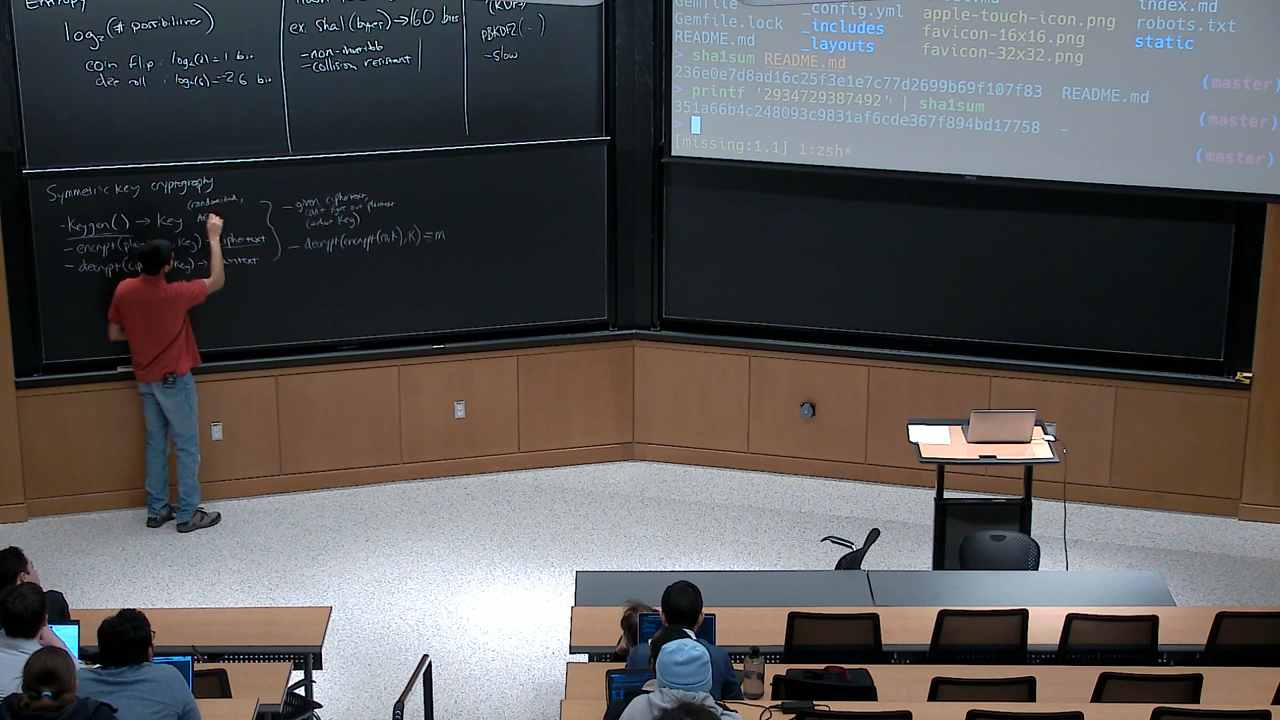 Entropy
log₂(# possibilities)
coin flip: log₂(2) = 1 bit
dice roll: log₂(6) = ~2.6 bits
ex. sha1(bytes) → 160 bits
- non-invertible
- collision resistant
(KDF)
PBKDF2(...)
- slow
Symmetric key cryptography
- keygen() → key
(randomized)
- encrypt( key) → ciphertext
- decrypt( key) →
- given ciphertext,
can't figure out plaintext
(without key)
- decrypt(encrypt(m,k),k) = m
Gemfile _config.yml apple-touch-icon.png index.md
Gemfile.lock _includes favicon-16x16.png robots.txt
README.md _layouts favicon-32x32.png static
> sha1sum README.md
236e0e7d8ad16c25f3e1e7c77d2699b69f107f83 README.md (master)
> printf '2934729387492' | sha1sum
351a66b4c248093c9831af6cde367f894bd17758 - (master)
> (master)
[missing:1.1] 1:zsh*